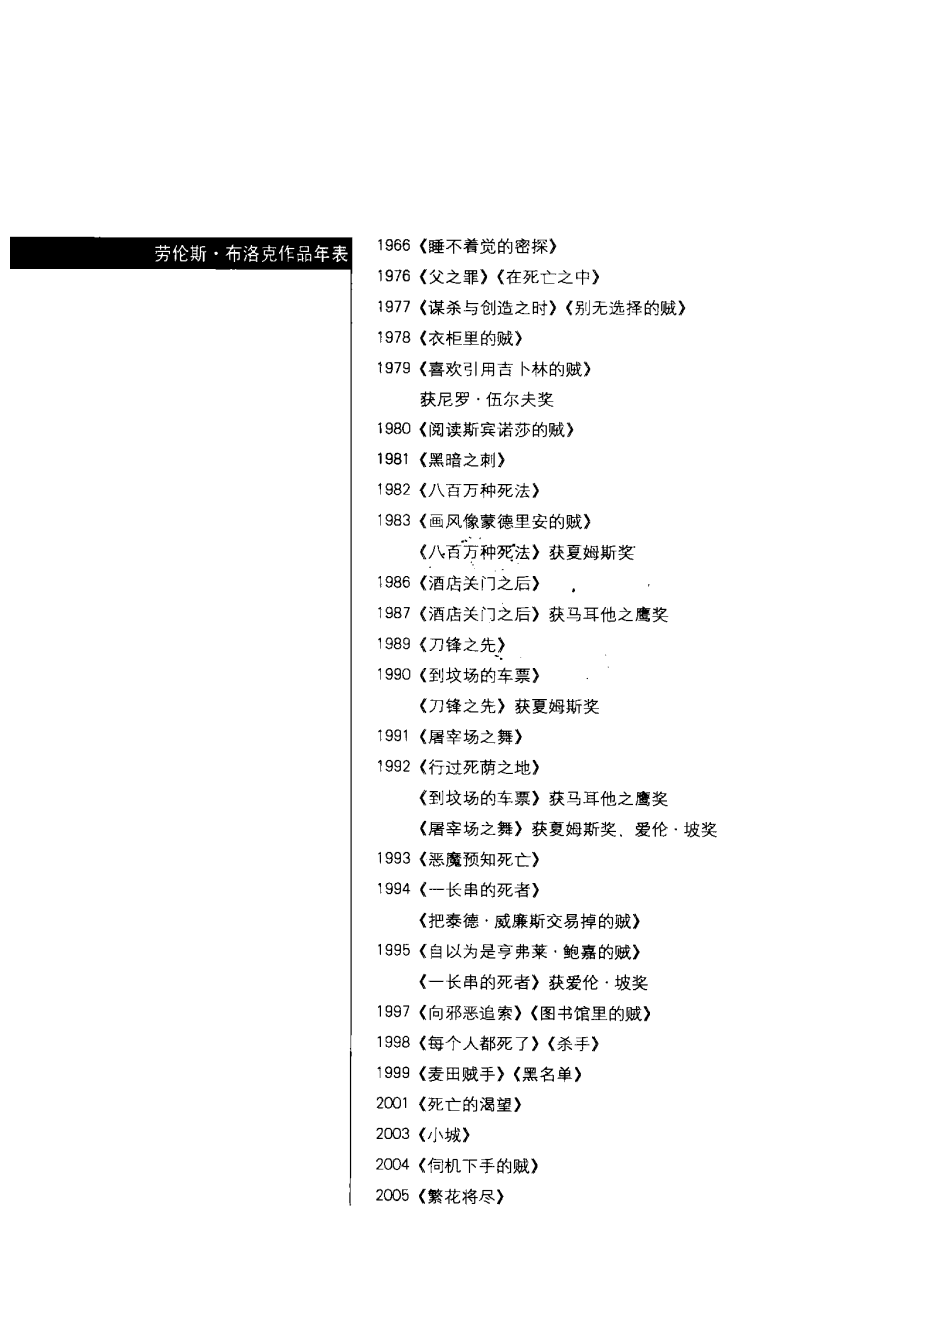 劳伦斯·布洛克作品年表
1966《睡不着觉的密探》
1976《父之罪》《在死亡之中》
1977《谋杀与创造之时》《别无选择的贼》
1978《衣柜里的贼》
1979《喜欢引用吉卜林的贼》
获尼罗·伍尔夫奖
1980《阅读斯宾诺莎的贼》
1981《黑暗之刺》
1982《八百万种死法》
1983《画风像蒙德里安的贼》
《八百万种死法》获夏姆斯奖
1986《酒店关门之后》
1987《酒店关门之后》获马耳他之鹰奖
1989《刀锋之先》
1990《到坟场的车票》
《刀锋之先》获夏姆斯奖
1991《屠宰场之舞》
1992《行过死荫之地》
《到坟场的车票》获马耳他之鹰奖
《屠宰场之舞》获夏姆斯奖、爱伦·坡奖
1993《恶魔预知死亡》
1994《一长串的死者》
《把泰德·威廉斯交易掉的贼》
1995《自以为是亨弗莱·鲍嘉的贼》
《一长串的死者》获爱伦·坡奖
1997《向邪恶追索》《图书馆里的贼》
1998《每个人都死了》《杀手》
1999《麦田贼手》《黑名单》
2001《死亡的渴望》
2003《小城》
2004《伺机下手的贼》
2005《繁花将尽》